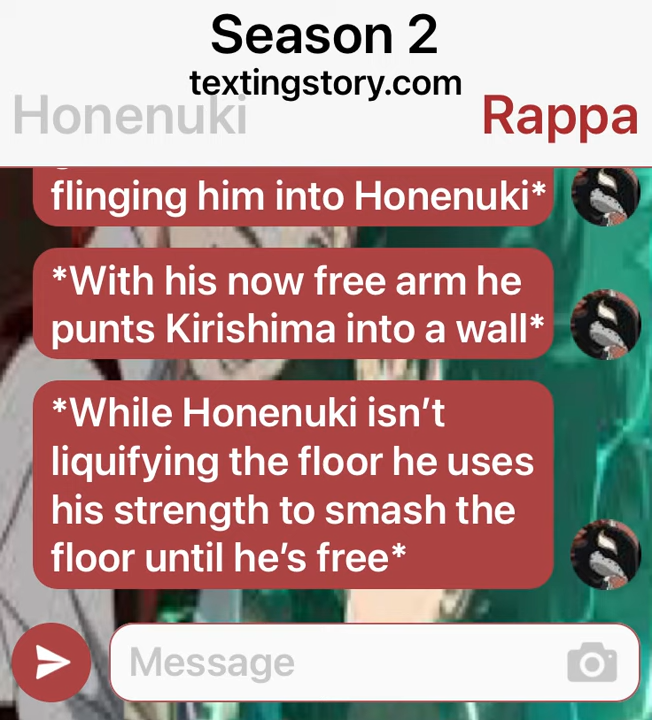 Season 2
textingstory.com
Honenuki
Rappa
flinging him into Honenuki*
*With his now free arm he
punts Kirishima into a wall*
*While Honenuki isn’t
liquifying the floor he uses
his strength to smash the
floor until he’s free*
Message